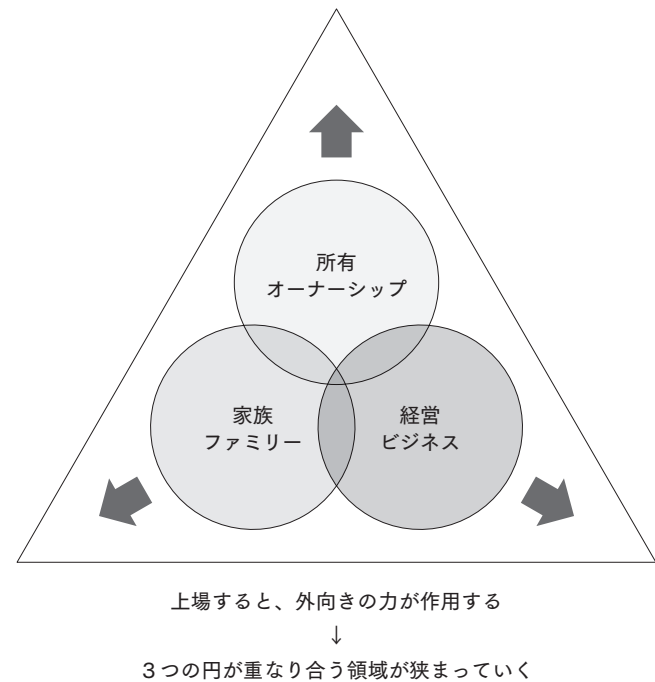 所有
オーナーシップ
家族
ファミリー
経営
ビジネス
上場すると、外向きの力が作用する
↓
3つの円が重なり合う領域が狭まっていく